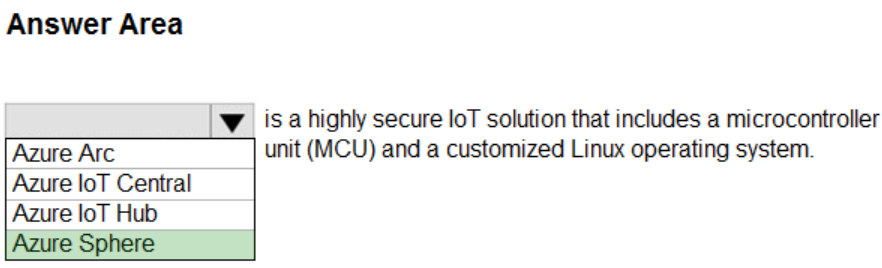 Answer Area
is a highly secure IoT solution that includes a microcontroller
unit (MCU) and a customized Linux operating system.
Azure Arc
Azure IoT Central
Azure IoT Hub
Azure Sphere